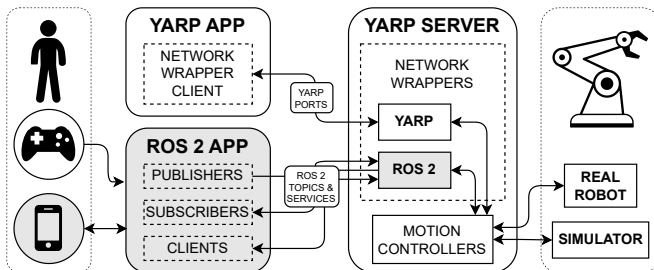 YARP APP
NETWORK
WRAPPER
CLIENT
YARP
PORTS
ROS 2 APP
PUBLISHERS
SUBSCRIBERS
CLIENTS
ROS 2
TOPICS &
SERVICES
YARP SERVER
NETWORK
WRAPPERS
YARP
ROS 2
MOTION
CONTROLLERS
REAL
ROBOT
SIMULATOR